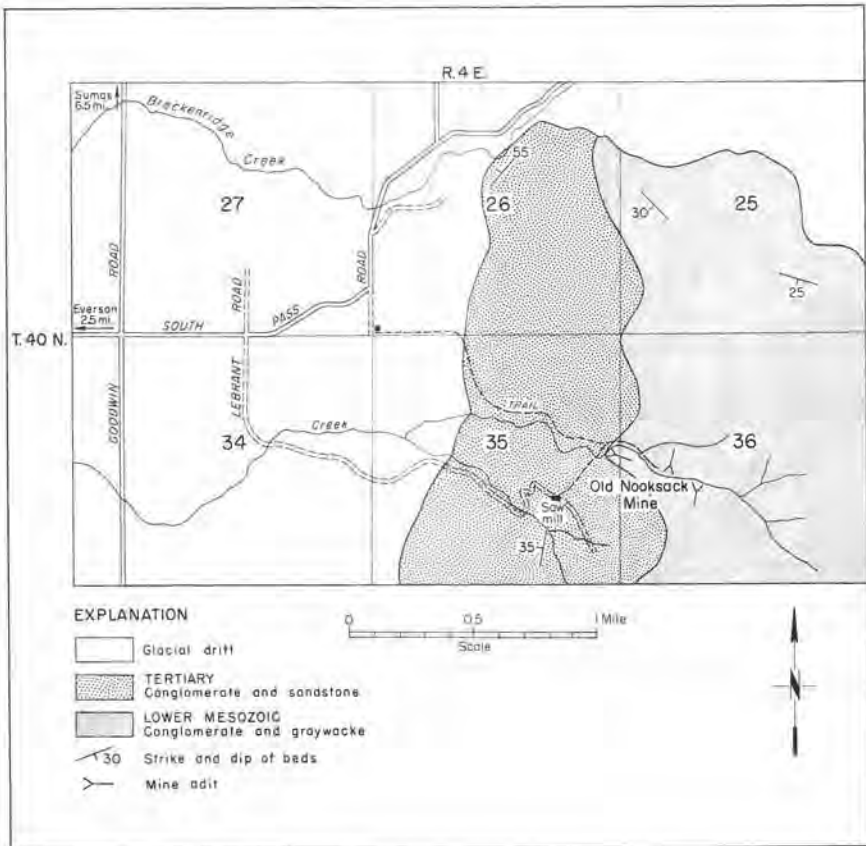 R. 4 E.
Sumas
6.5 mi.
Breckenridge
Creek
27
26
55
25
30
25
ROAD
ROAD
ROAD
Everson
2.5 mi.
SOUTH
PASS
T. 40 N.
GOODWIN
LEBRANT
Creek
TRAIL
34
35
36
Old Nooksack
Mine
Saw
mill
35
EXPLANATION
Glacial drift
TERTIARY
Conglomerate and sandstone
LOWER MESOZOIC
Conglomerate and graywacke
30 Strike and dip of beds
Mine adit
0 0.5 1 Mile
Scale
N